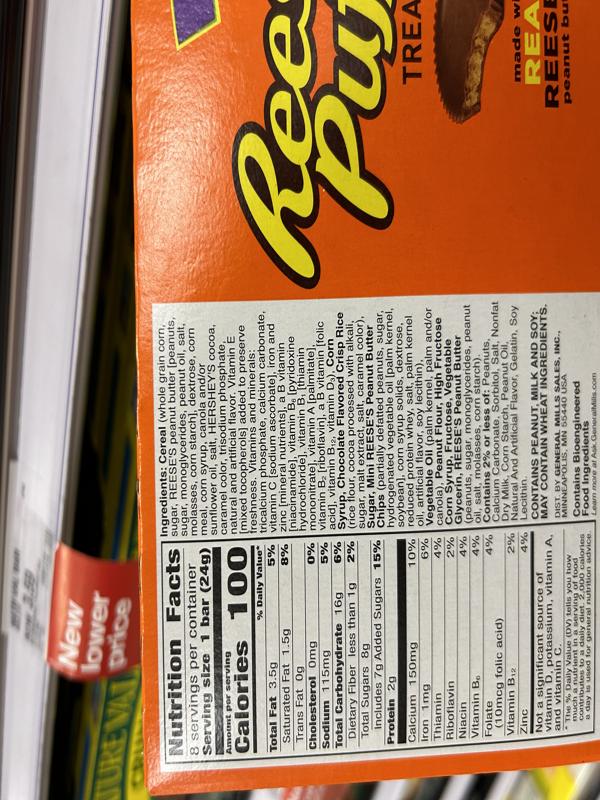 New
lower
price
Reese's
Puffs
TREA
made wi
REA
REESE
peanut but
Nutrition Facts
8 servings per container
Serving size 1 bar (24g)
Amount per serving
Calories 100
% Daily Value*
Total Fat 3.5g 5%
Saturated Fat 1.5g 8%
Trans Fat 0g
Cholesterol 0mg 0%
Sodium 115mg 5%
Total Carbohydrate 16g 6%
Dietary Fiber less than 1g 2%
Total Sugars 8g
Includes 7g Added Sugars 15%
Protein 2g
Calcium 150mg 10%
Iron 1mg 6%
Thiamin 4%
Riboflavin 2%
Niacin 4%
Vitamin B6 4%
Folate 4%
(10mcg folic acid)
Vitamin B12 2%
Zinc 4%
Not a significant source of
vitamin D, potassium, vitamin A,
and vitamin C.
* The % Daily Value (DV) tells you how
much a nutrient in a serving of food
contributes to a daily diet. 2,000 calories
a day is used for general nutrition advice.
Ingredients: Cereal (whole grain corn,
sugar, REESE'S peanut butter [peanuts,
sugar, monoglycerides, peanut oil, salt,
molasses, corn starch], dextrose, corn
meal, corn syrup, canola and/or
sunflower oil, salt, HERSHEY'S cocoa,
caramel color, trisodium phosphate,
natural and artificial flavor. Vitamin E
[mixed tocopherols] added to preserve
freshness. Vitamins and Minerals:
tricalcium phosphate, calcium carbonate,
vitamin C [sodium ascorbate], iron and
zinc [mineral nutrients], a B vitamin
[niacinamide], vitamin B6 [pyridoxine
hydrochloride], vitamin B1 [thiamin
mononitrate], vitamin A [palmitate],
vitamin B2 [riboflavin], a B vitamin [folic
acid], vitamin B12, vitamin D3), Corn
Syrup, Chocolate Flavored Crisp Rice
(rice flour, cocoa processed with alkali,
sugar, malt extract, salt, caramel color),
Sugar, Mini REESE'S Peanut Butter
Chips (partially defatted peanuts, sugar,
hydrogenated vegetable oil [palm kernel,
soybean], corn syrup solids, dextrose,
reduced mineral whey, salt, palm kernel
oil, artificial flavor, soy lecithin),
Vegetable Oil (palm kernel, palm and/or
canola), Peanut Flour, High Fructose
Corn Syrup, Fructose, Vegetable
Glycerin, REESE'S Peanut Butter
(peanuts, sugar, monoglycerides, peanut
oil, salt, molasses, corn starch).
Contains 2% or less of: Peanuts,
Calcium Carbonate, Sorbitol, Salt, Nonfat
Dry Milk, Corn Starch, Peanut Oil,
Natural And Artificial Flavor, Gelatin, Soy
Lecithin.
CONTAINS PEANUT, MILK AND SOY;
MAY CONTAIN WHEAT INGREDIENTS.
DIST. BY GENERAL MILLS SALES, INC.,
MINNEAPOLIS, MN 55440 USA
Contains Bioengineered
Food Ingredients
Learn more at Ask.GeneralMills.com